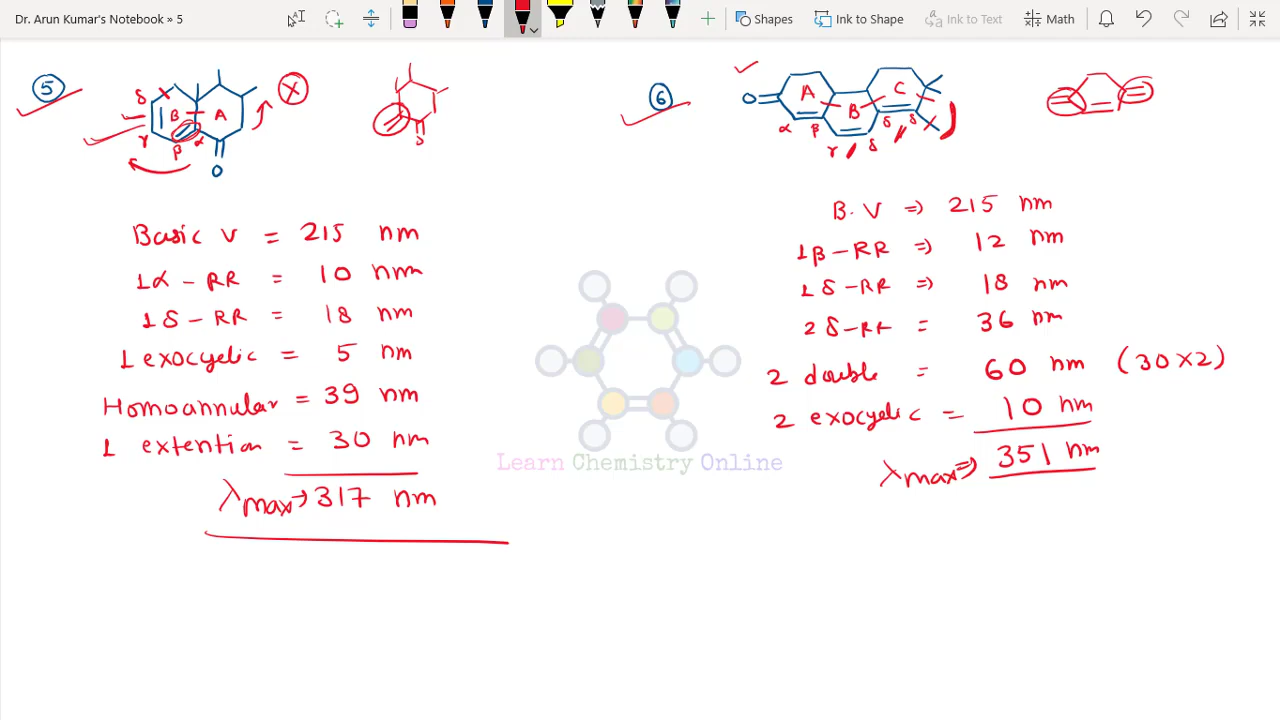 Dr. Arun Kumar's Notebook » 5
Shapes
Ink to Shape
Ink to Text
Math
5
δ
B
A
γ
β
α
O
X
O
Basic V = 215 nm
1α - RR = 10 nm
1δ - RR = 18 nm
1 exocyclic = 5 nm
Homoannular = 39 nm
1 extention = 30 nm
λmax → 317 nm
6
O
A
B
C
α
β
γ
δ
δ
δ
B.V ⇒ 215 nm
1β-RR ⇒ 12 nm
1δ-RR ⇒ 18 nm
2δ-RR = 36 nm
2 double = 60 nm (30×2)
2 exocyclic = 10 nm
λmax ⇒ 351 nm
Learn Chemistry Online